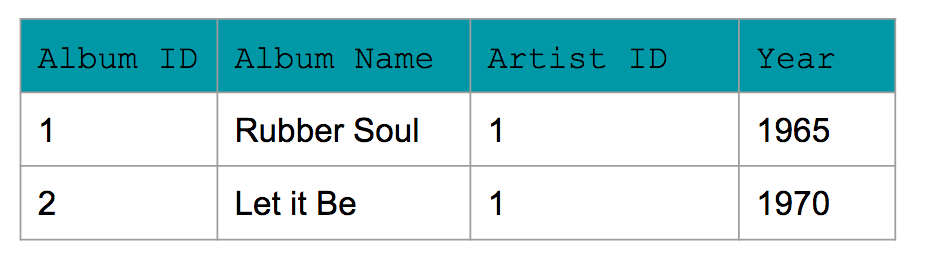 Album ID Album Name Artist ID Year
1 Rubber Soul 1 1965
2 Let it Be 1 1970